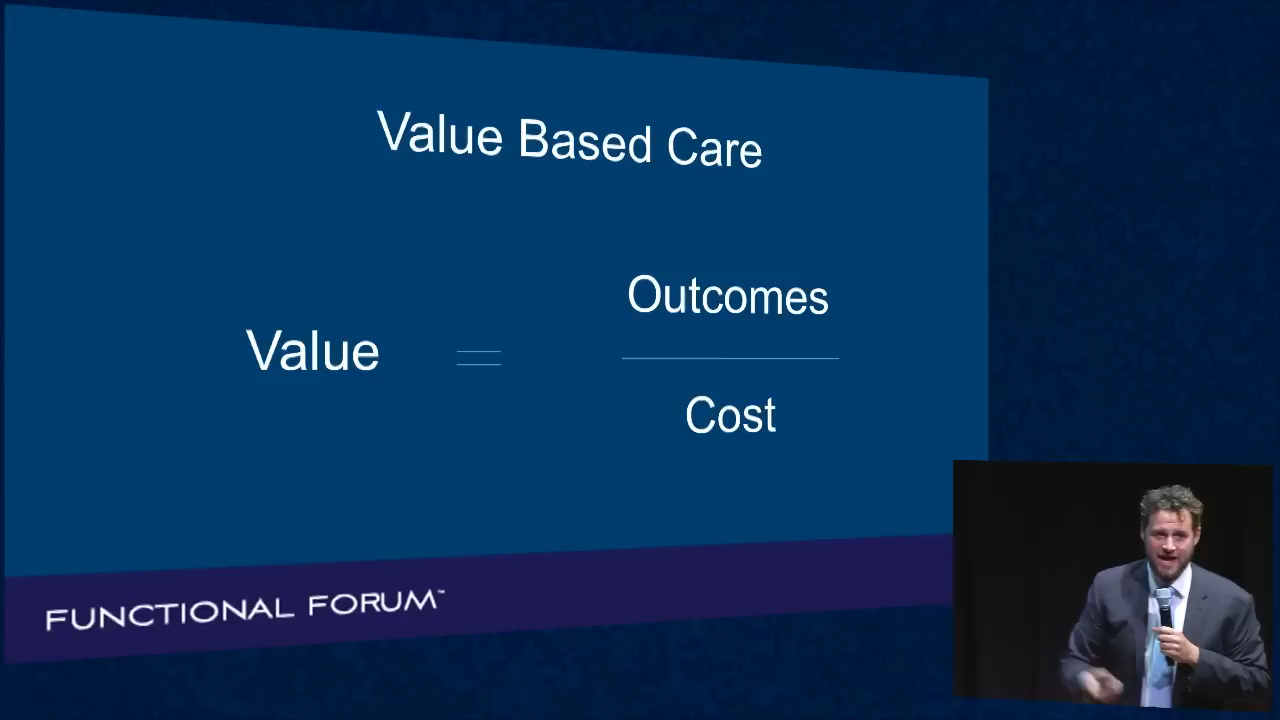 Value Based Care
Value =
Outcomes
Cost
FUNCTIONAL FORUM™